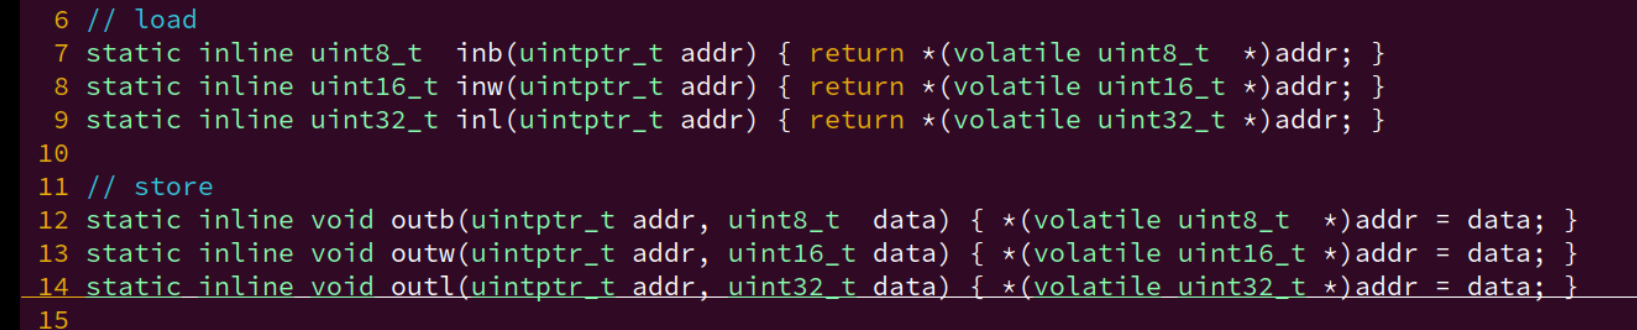 6 // load
7 static inline uint8_t  inb(uintptr_t addr) { return *(volatile uint8_t  *)addr; }
8 static inline uint16_t inw(uintptr_t addr) { return *(volatile uint16_t *)addr; }
9 static inline uint32_t inl(uintptr_t addr) { return *(volatile uint32_t *)addr; }
10
11 // store
12 static inline void outb(uintptr_t addr, uint8_t  data) { *(volatile uint8_t  *)addr = data; }
13 static inline void outw(uintptr_t addr, uint16_t data) { *(volatile uint16_t *)addr = data; }
14 static inline void outl(uintptr_t addr, uint32_t data) { *(volatile uint32_t *)addr = data; }
15